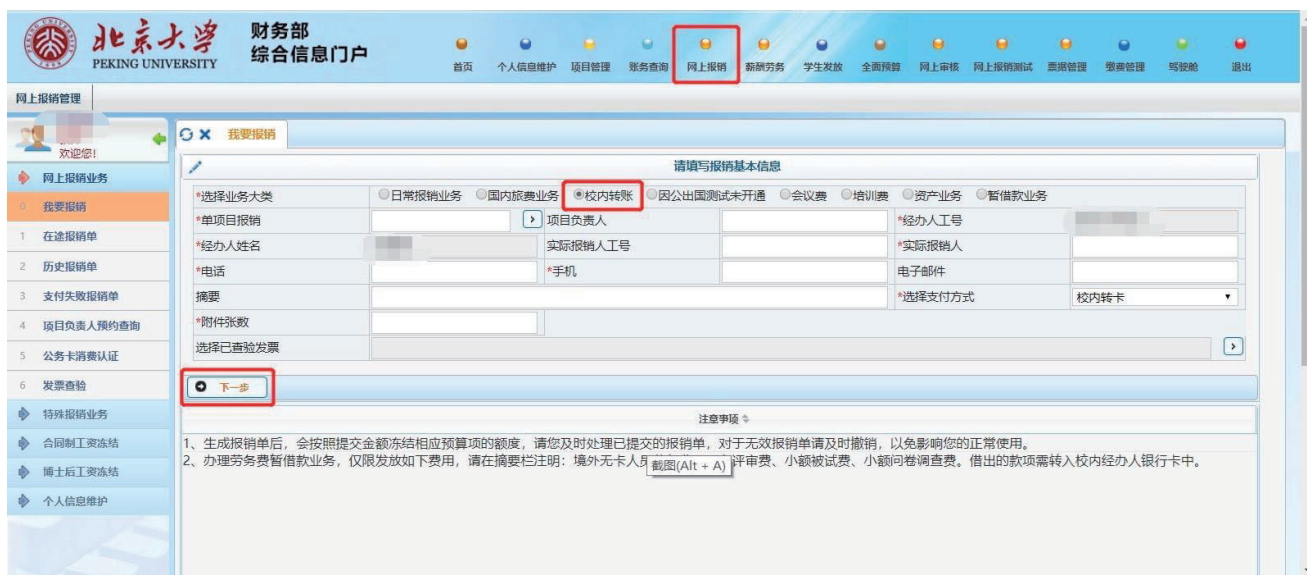 北京大学
PEKING UNIVERSITY
财务部
综合信息门户
首页 个人信息维护 项目管理 账务查询 网上报销 薪酬劳务 学生发放 全面预算 网上审核 网上报销测试 票据管理 缴费管理 驾驶舱 退出
网上报销管理
欢迎您!
我要报销
网上报销业务
0 我要报销
1 在途报销单
2 历史报销单
3 支付失败报销单
4 项目负责人预约查询
5 公务卡消费认证
6 发票查验
特殊报销业务
合同制工资冻结
博士后工资冻结
个人信息维护
请填写报销基本信息
*选择业务大类 日常报销业务 国内旅费业务 校内转账 因公出国测试未开通 会议费 培训费 资产业务 暂借款业务
*单项目报销 项目负责人 *经办人工号
*经办人姓名 实际报销人工号 *实际报销人
*电话 *手机 电子邮件
摘要 *选择支付方式 校内转卡
*附件张数
选择已查验发票
下一步
注意事项
1、生成报销单后，会按照提交金额冻结相应预算项的额度，请您及时处理已提交的报销单，对于无效报销单请及时撤销，以免影响您的正常使用。
2、办理劳务费暂借款业务，仅限发放如下费用，请在摘要栏注明：境外无卡人员 评审费、小额被试费、小额问卷调查费。借出的款项需转入校内经办人银行卡中。
截图(Alt + A)